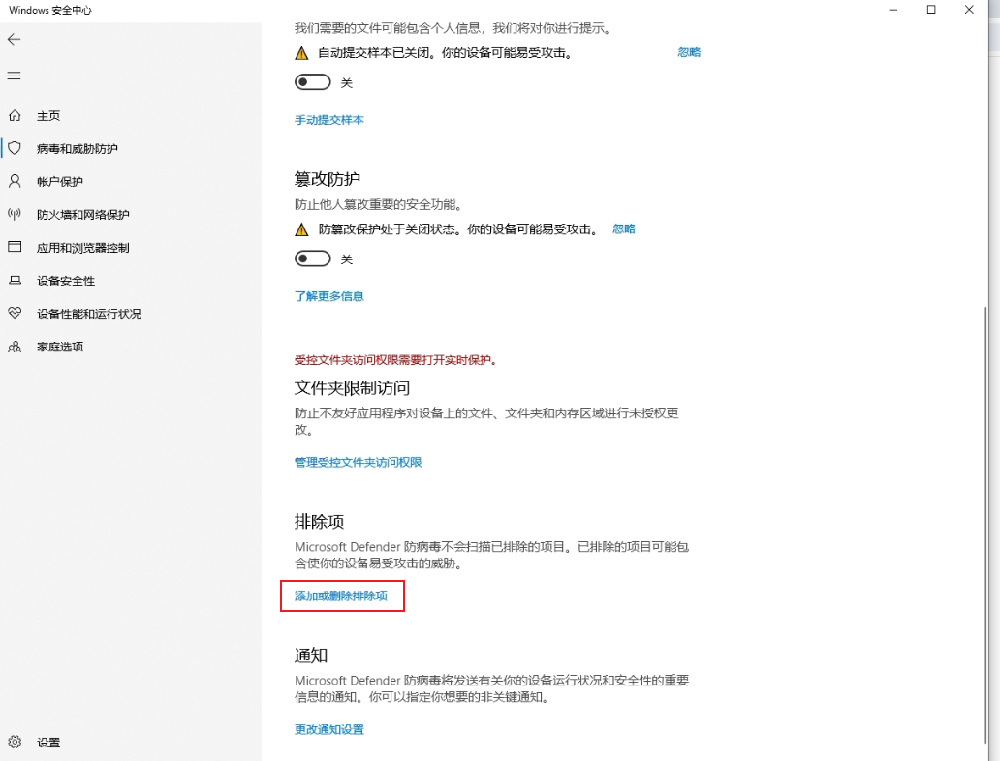 Windows 安全中心
主页
病毒和威胁防护
帐户保护
防火墙和网络保护
应用和浏览器控制
设备安全性
设备性能和运行状况
家庭选项
设置
我们需要的文件可能包含个人信息，我们将对你进行提示。
自动提交样本已关闭。你的设备可能易受攻击。 忽略
关
手动提交样本
篡改防护
防止他人篡改重要的安全功能。
防篡改保护处于关闭状态。你的设备可能易受攻击。 忽略
关
了解更多信息
受控文件夹访问权限需要打开实时保护。
文件夹限制访问
防止不友好应用程序对设备上的文件、文件夹和内存区域进行未授权更
改。
管理受控文件夹访问权限
排除项
Microsoft Defender 防病毒不会扫描已排除的项目。已排除的项目可能包
含使你的设备易受攻击的威胁。
添加或删除排除项
通知
Microsoft Defender 防病毒将发送有关你的设备运行状况和安全性的重要
信息的通知。你可以指定你想要的非关键通知。
更改通知设置